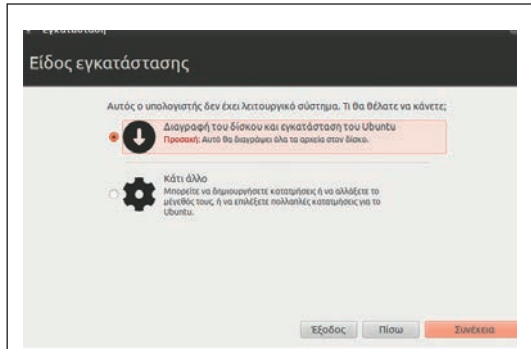 Εγκατάσταση
Είδος εγκατάστασης
Αυτός ο υπολογιστής δεν έχει λειτουργικό σύστημα. Τι θα θέλατε να κάνετε;
Διαγραφή του δίσκου και εγκατάσταση του Ubuntu
Προσοχή: Αυτό θα διαγράψει όλα τα αρχεία στον δίσκο.
Κάτι άλλο
Μπορείτε να δημιουργήσετε κατατμήσεις ή να αλλάξετε το
μέγεθός τους, ή να επιλέξετε πολλαπλές κατατμήσεις για το
Ubuntu.
Έξοδος Πίσω Συνέχεια